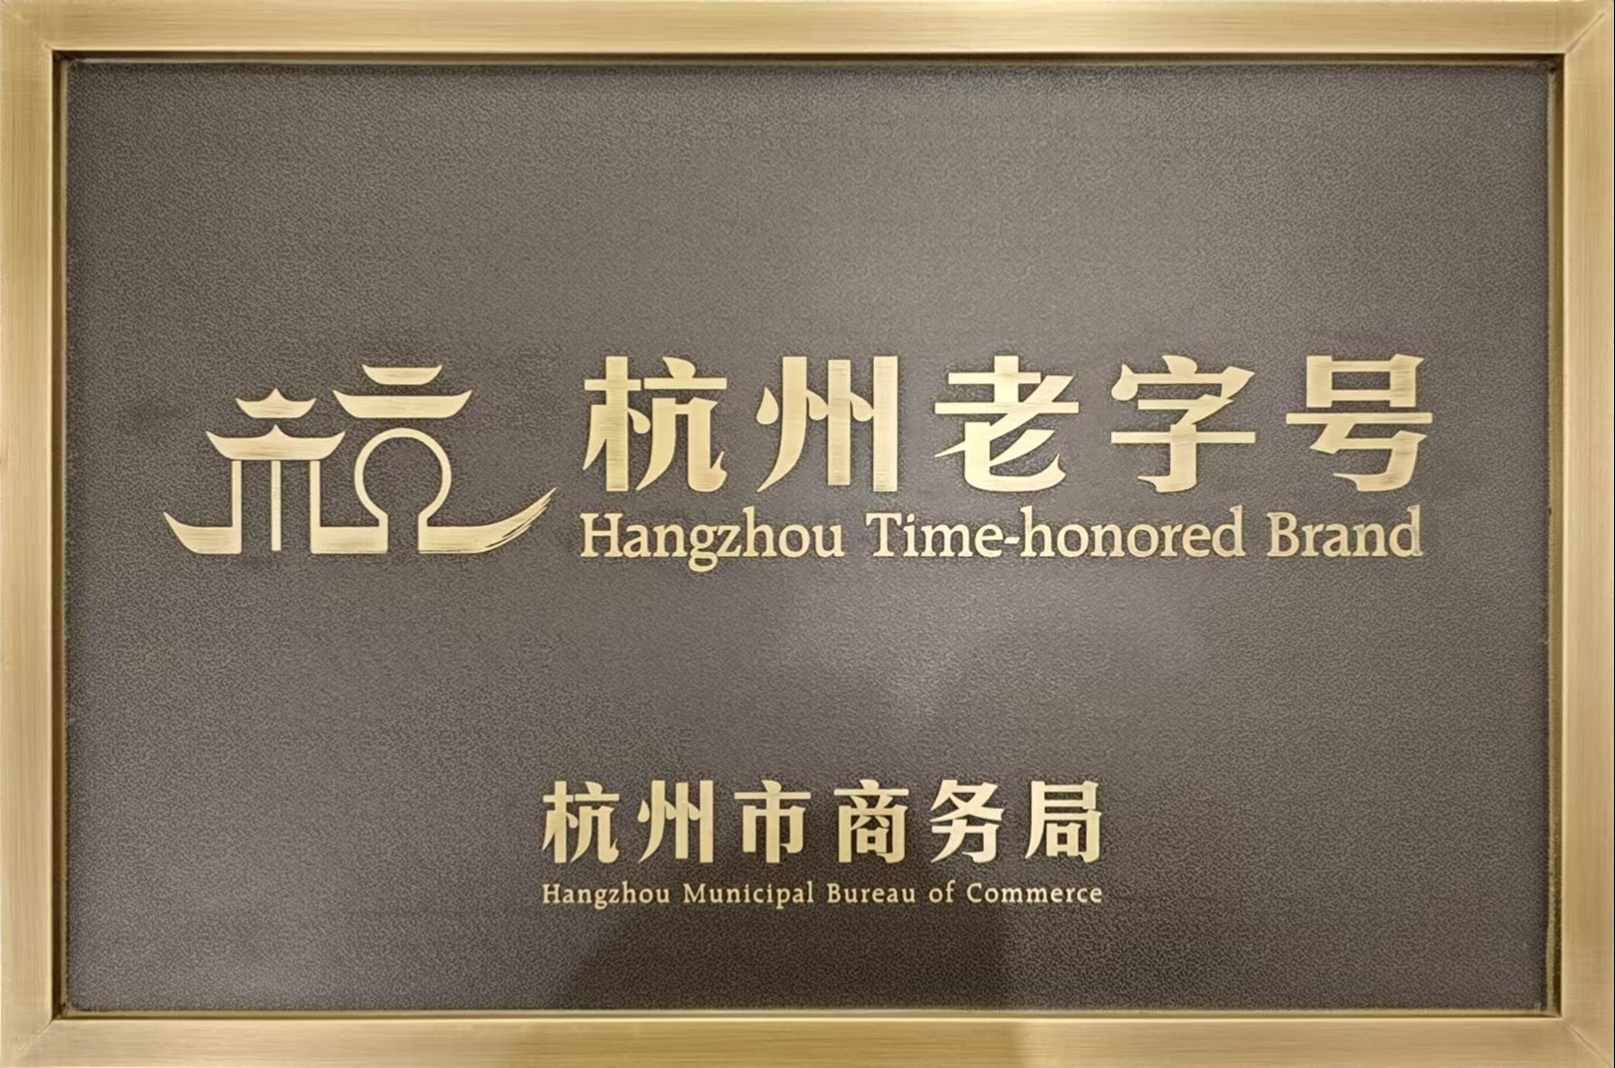 杭州老字号
Hangzhou Time-honored Brand
杭州市商务局
Hangzhou Municipal Bureau of Commerce